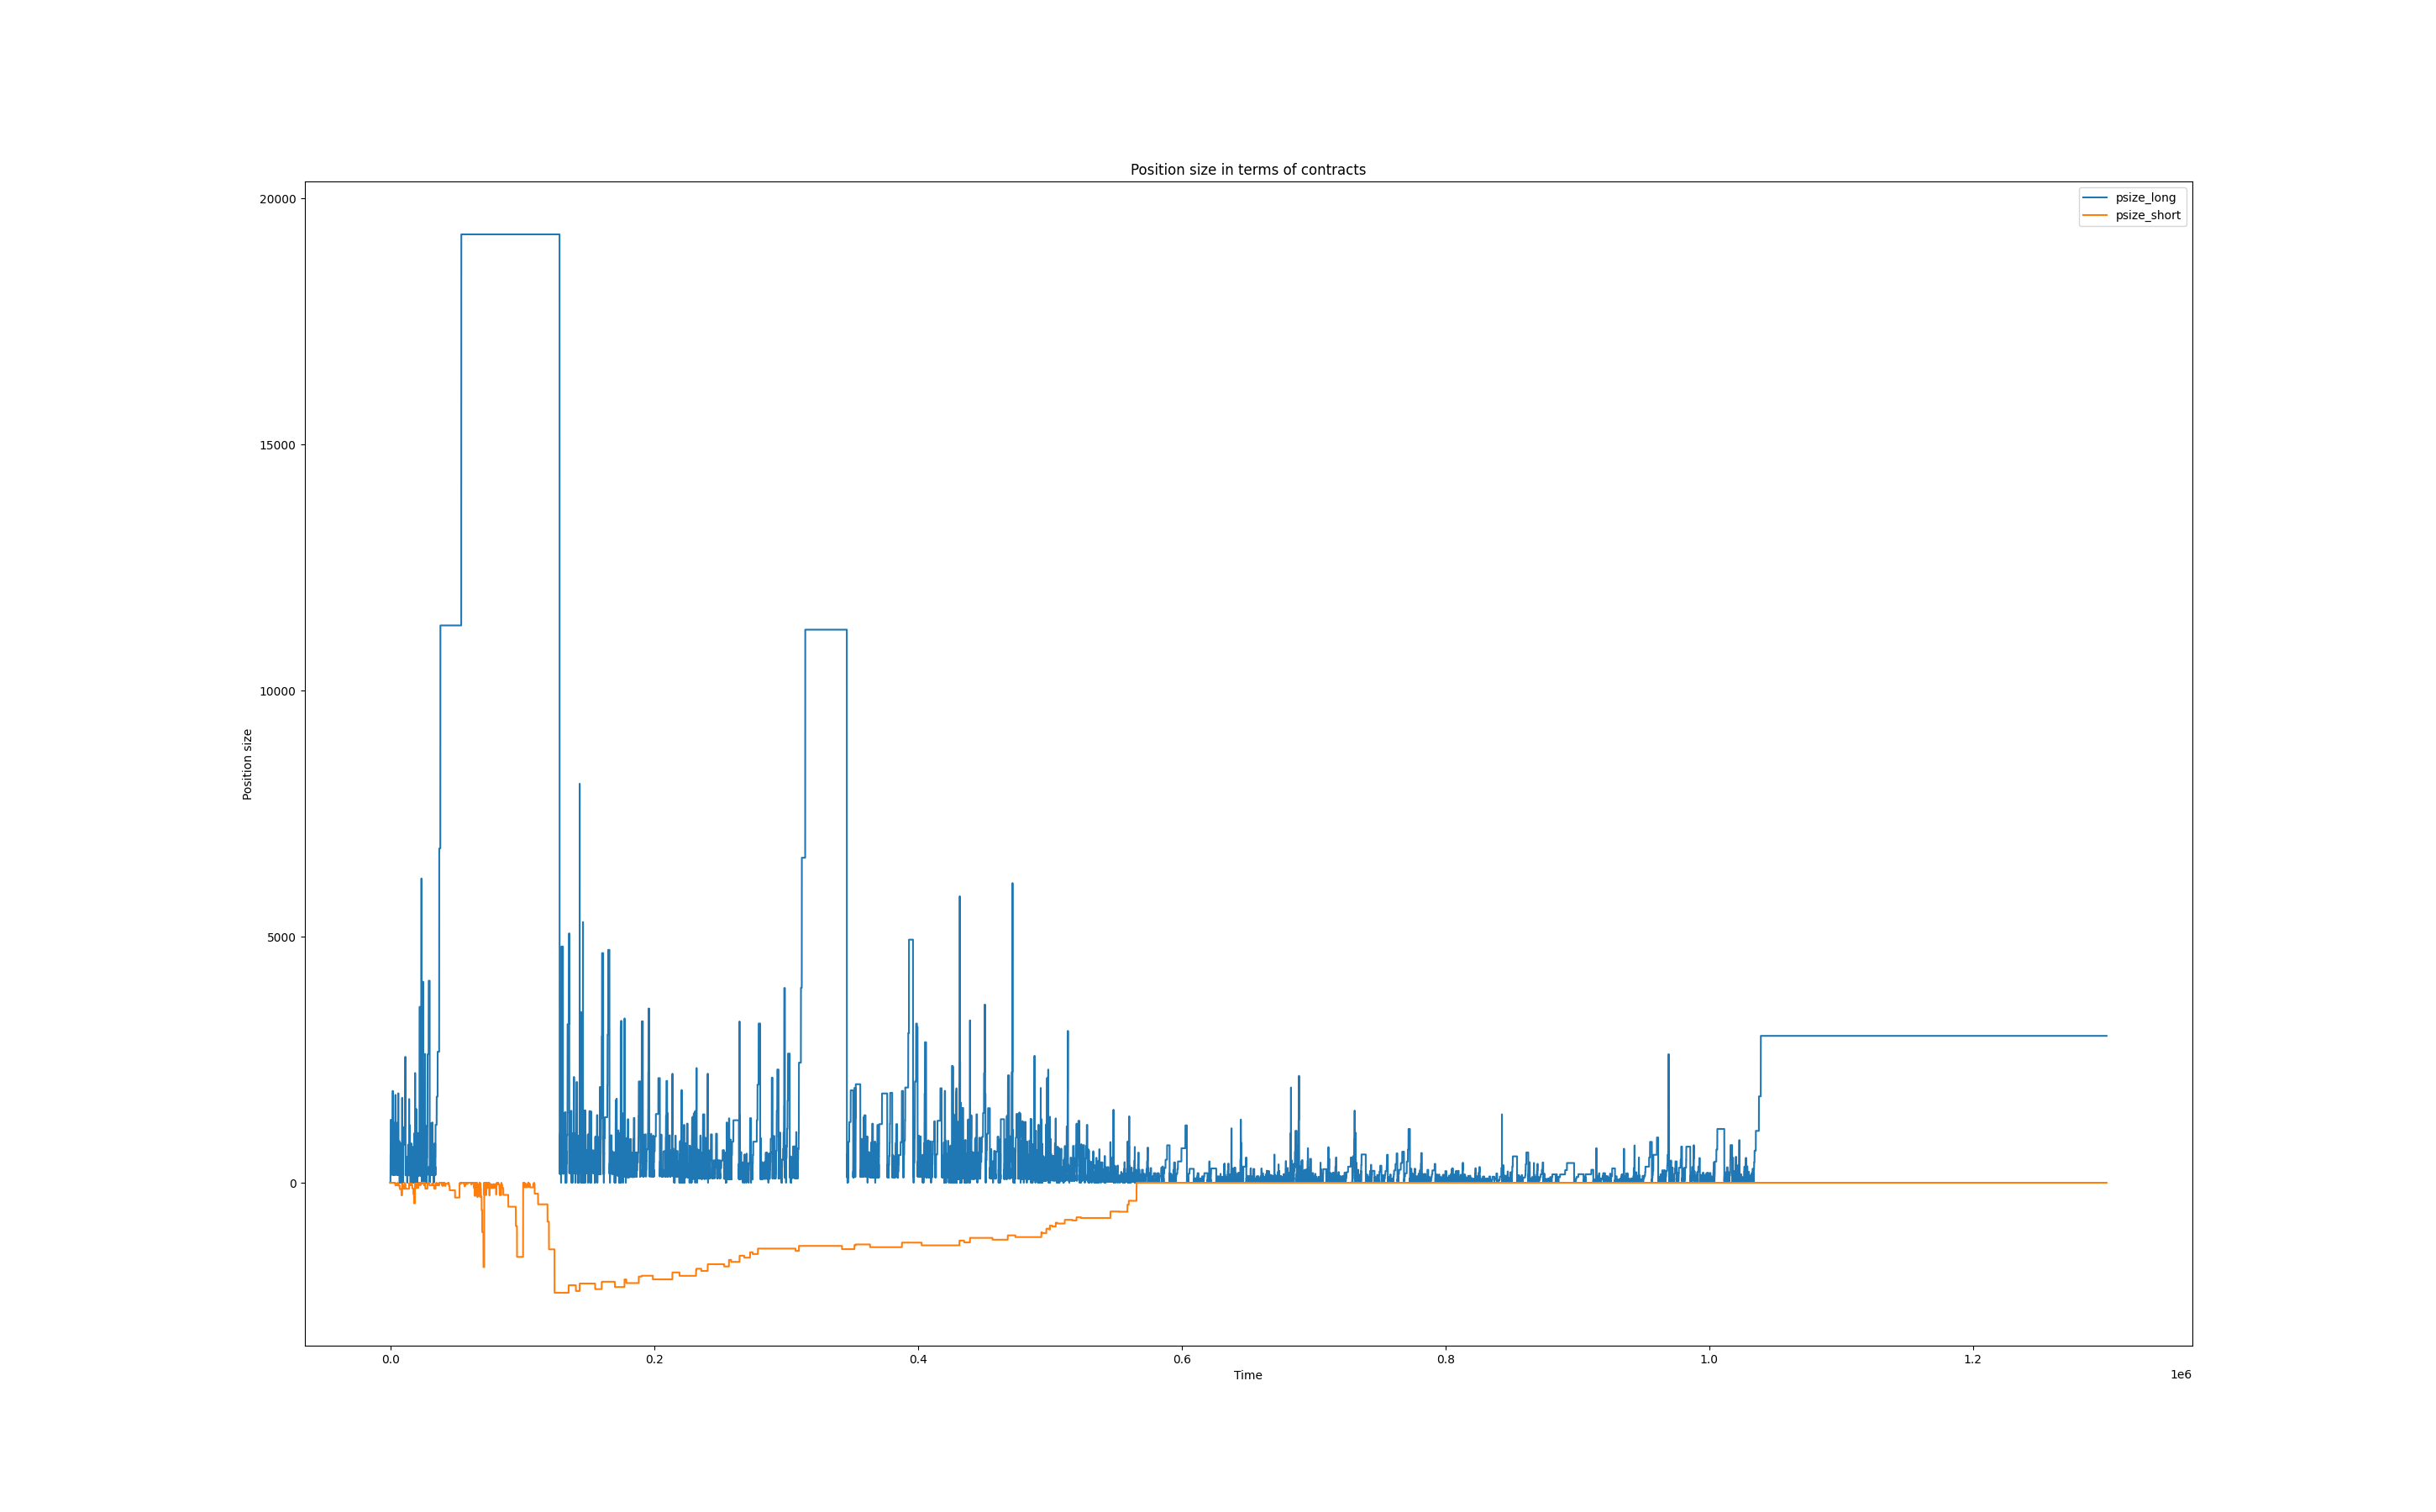 Position size in terms of contracts
psize_long
psize_short
20000
15000
10000
5000
0
Position size
0.0
0.2
0.4
0.6
0.8
1.0
1.2
1e6
Time